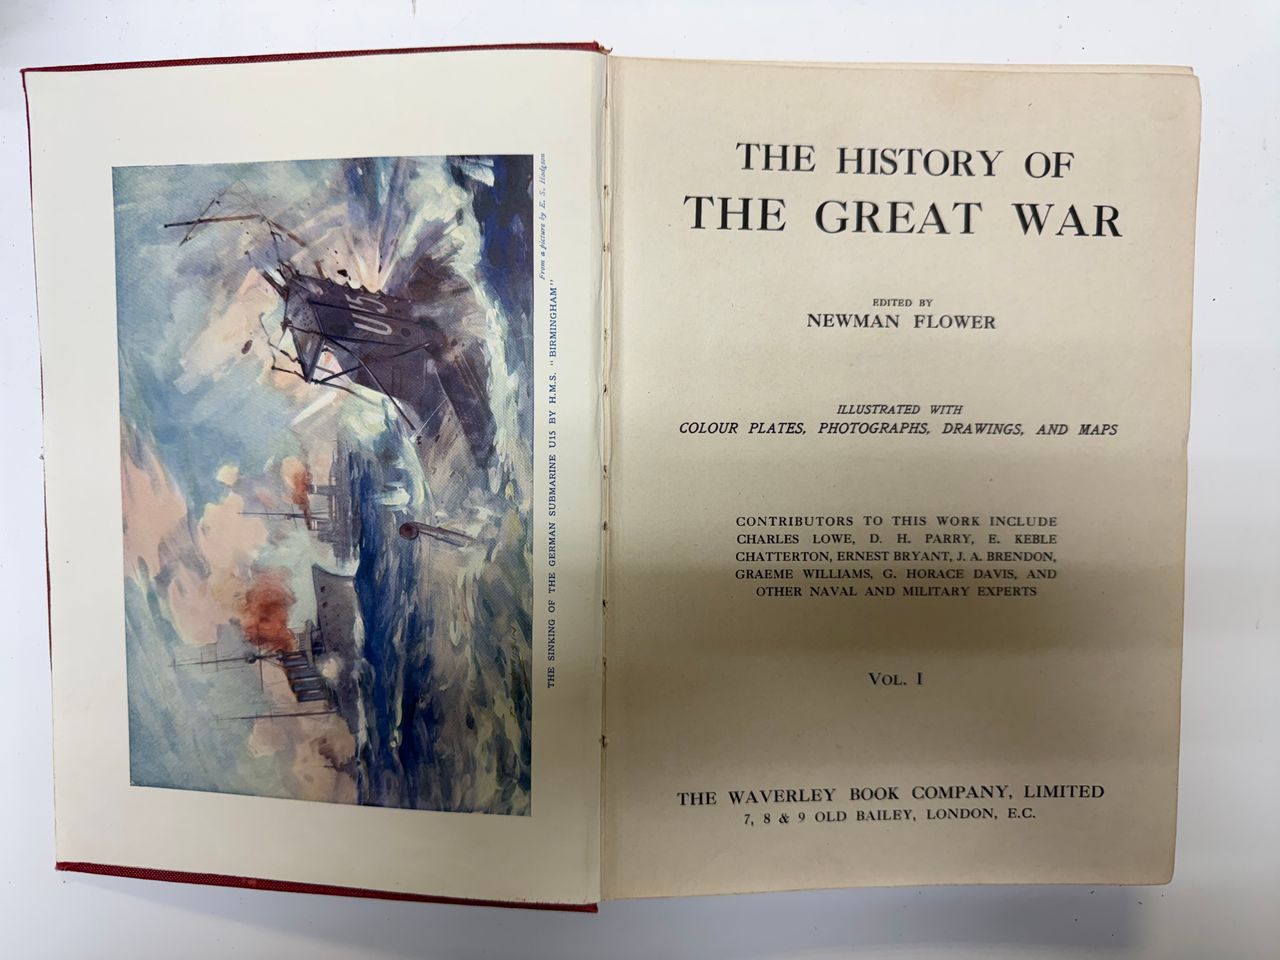 U15
From a picture by E. S. Hodgson
THE SINKING OF THE GERMAN SUBMARINE U15 BY H.M.S. "BIRMINGHAM"
THE HISTORY OF
THE GREAT WAR
EDITED BY
NEWMAN FLOWER
ILLUSTRATED WITH
COLOUR PLATES, PHOTOGRAPHS, DRAWINGS, AND MAPS
CONTRIBUTORS TO THIS WORK INCLUDE
CHARLES LOWE, D. H. PARRY, E. KEBLE
CHATTERTON, ERNEST BRYANT, J. A. BRENDON,
GRAEME WILLIAMS, G. HORACE DAVIS, AND
OTHER NAVAL AND MILITARY EXPERTS
VOL. I
THE WAVERLEY BOOK COMPANY, LIMITED
7, 8 & 9 OLD BAILEY, LONDON, E.C.